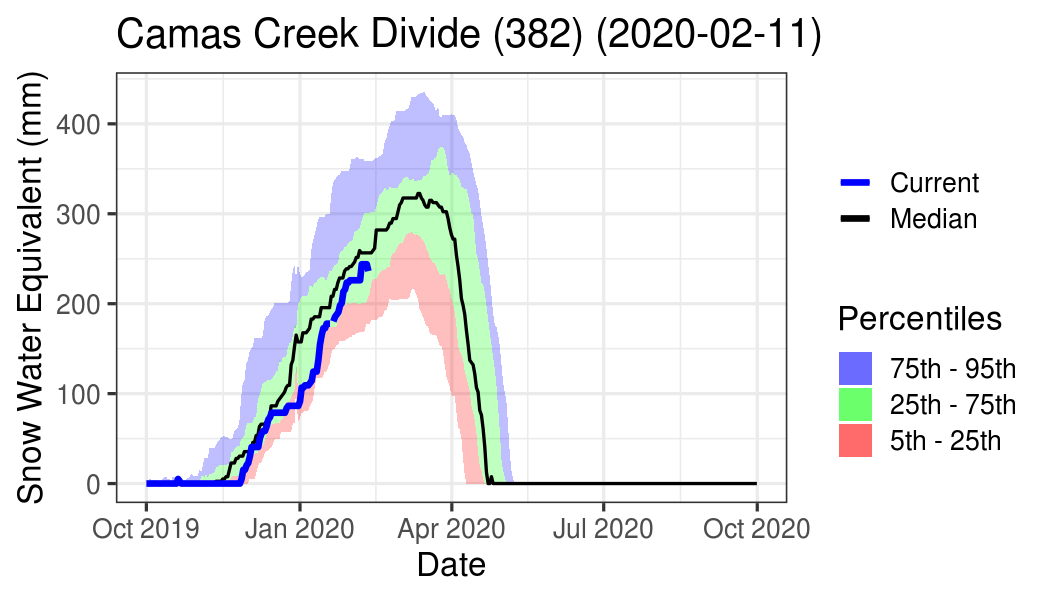 Camas Creek Divide (382) (2020-02-11)
Snow Water Equivalent (mm)
400
300
200
100
0
Oct 2019
Jan 2020
Apr 2020
Jul 2020
Oct 2020
Date
Current
Median
Percentiles
75th - 95th
25th - 75th
5th - 25th